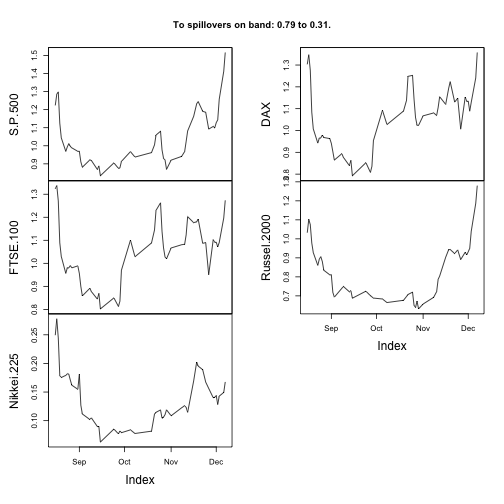 To spillovers on band: 0.79 to 0.31.
S.P.500
0.9 1.0 1.1 1.2 1.3 1.4 1.5
FTSE.100
0.8 0.9 1.0 1.1 1.2 1.3
Nikkei.225
0.10 0.15 0.20 0.25
Sep Oct Nov Dec
Index
DAX
0.8 0.9 1.0 1.1 1.2 1.3
Russel.2000
0.7 0.8 0.9 1.0 1.1 1.2
Sep Oct Nov Dec
Index